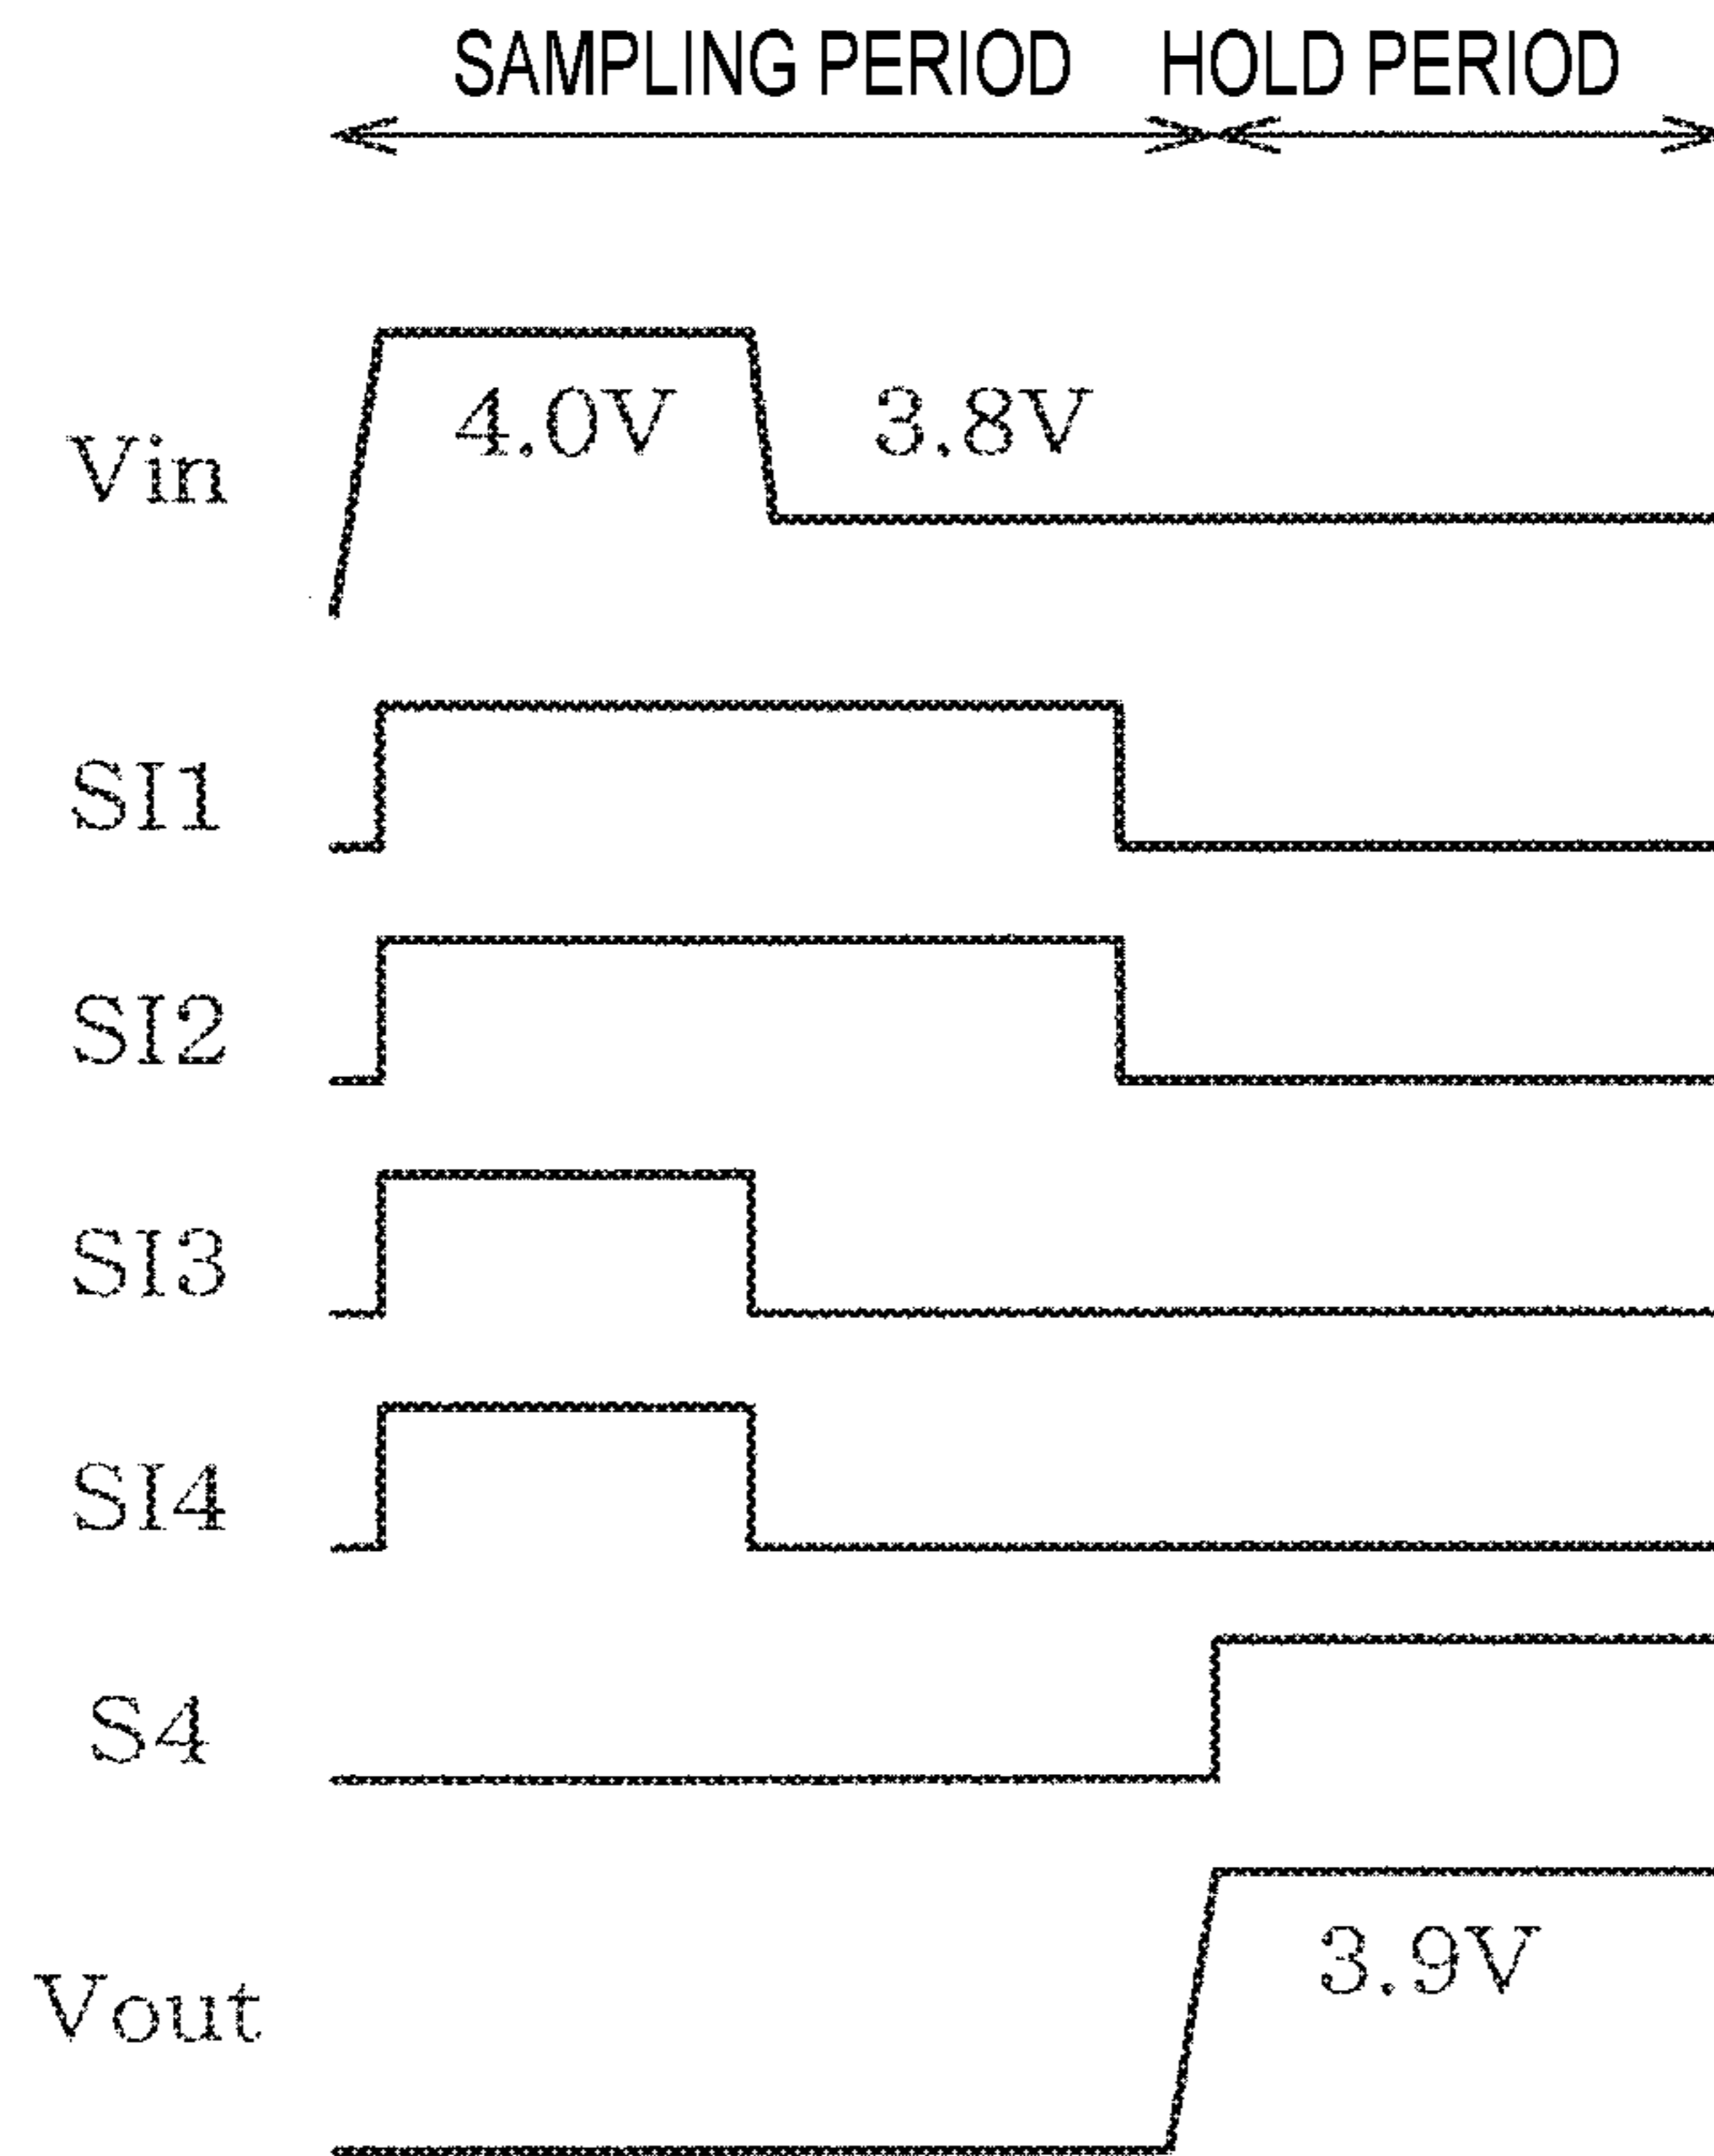 SAMPLING PERIOD HOLD PERIOD
Vin 4.0V 3.8V
SI1
SI2
SI3
SI4
S4
Vout 3.9V